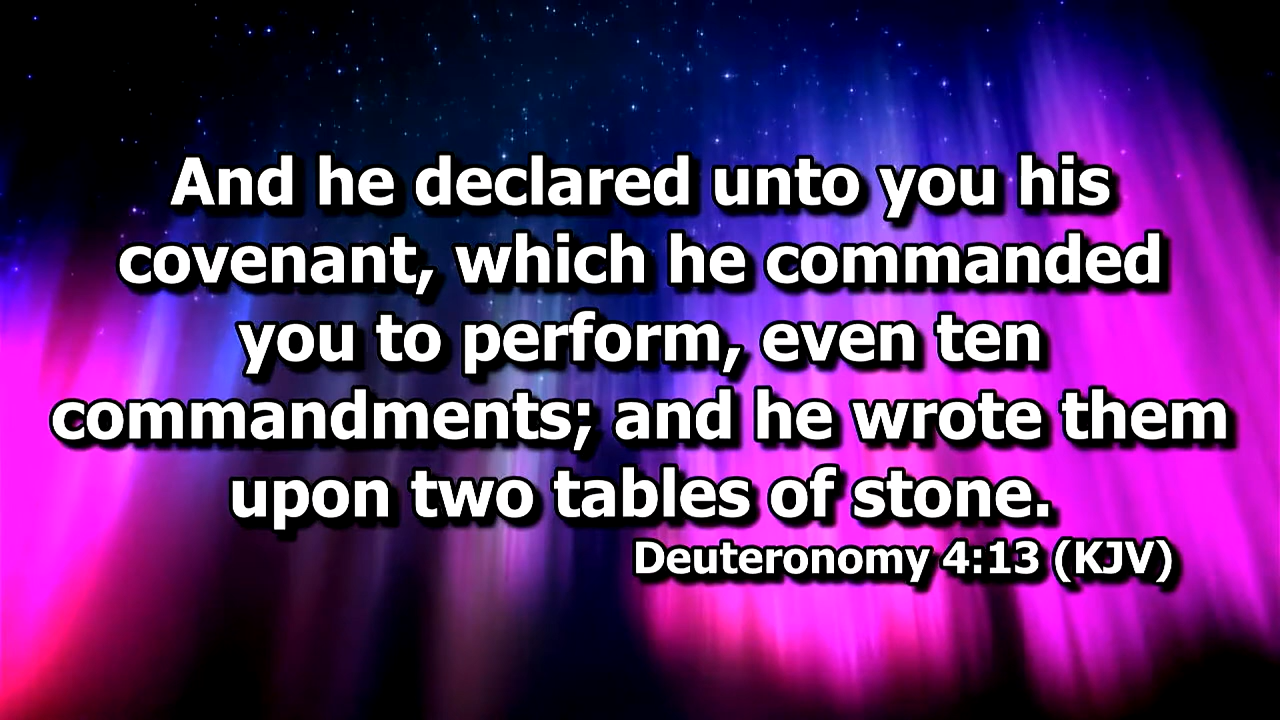 And he declared unto you his
covenant, which he commanded
you to perform, even ten
commandments; and he wrote them
upon two tables of stone.
Deuteronomy 4:13 (KJV)